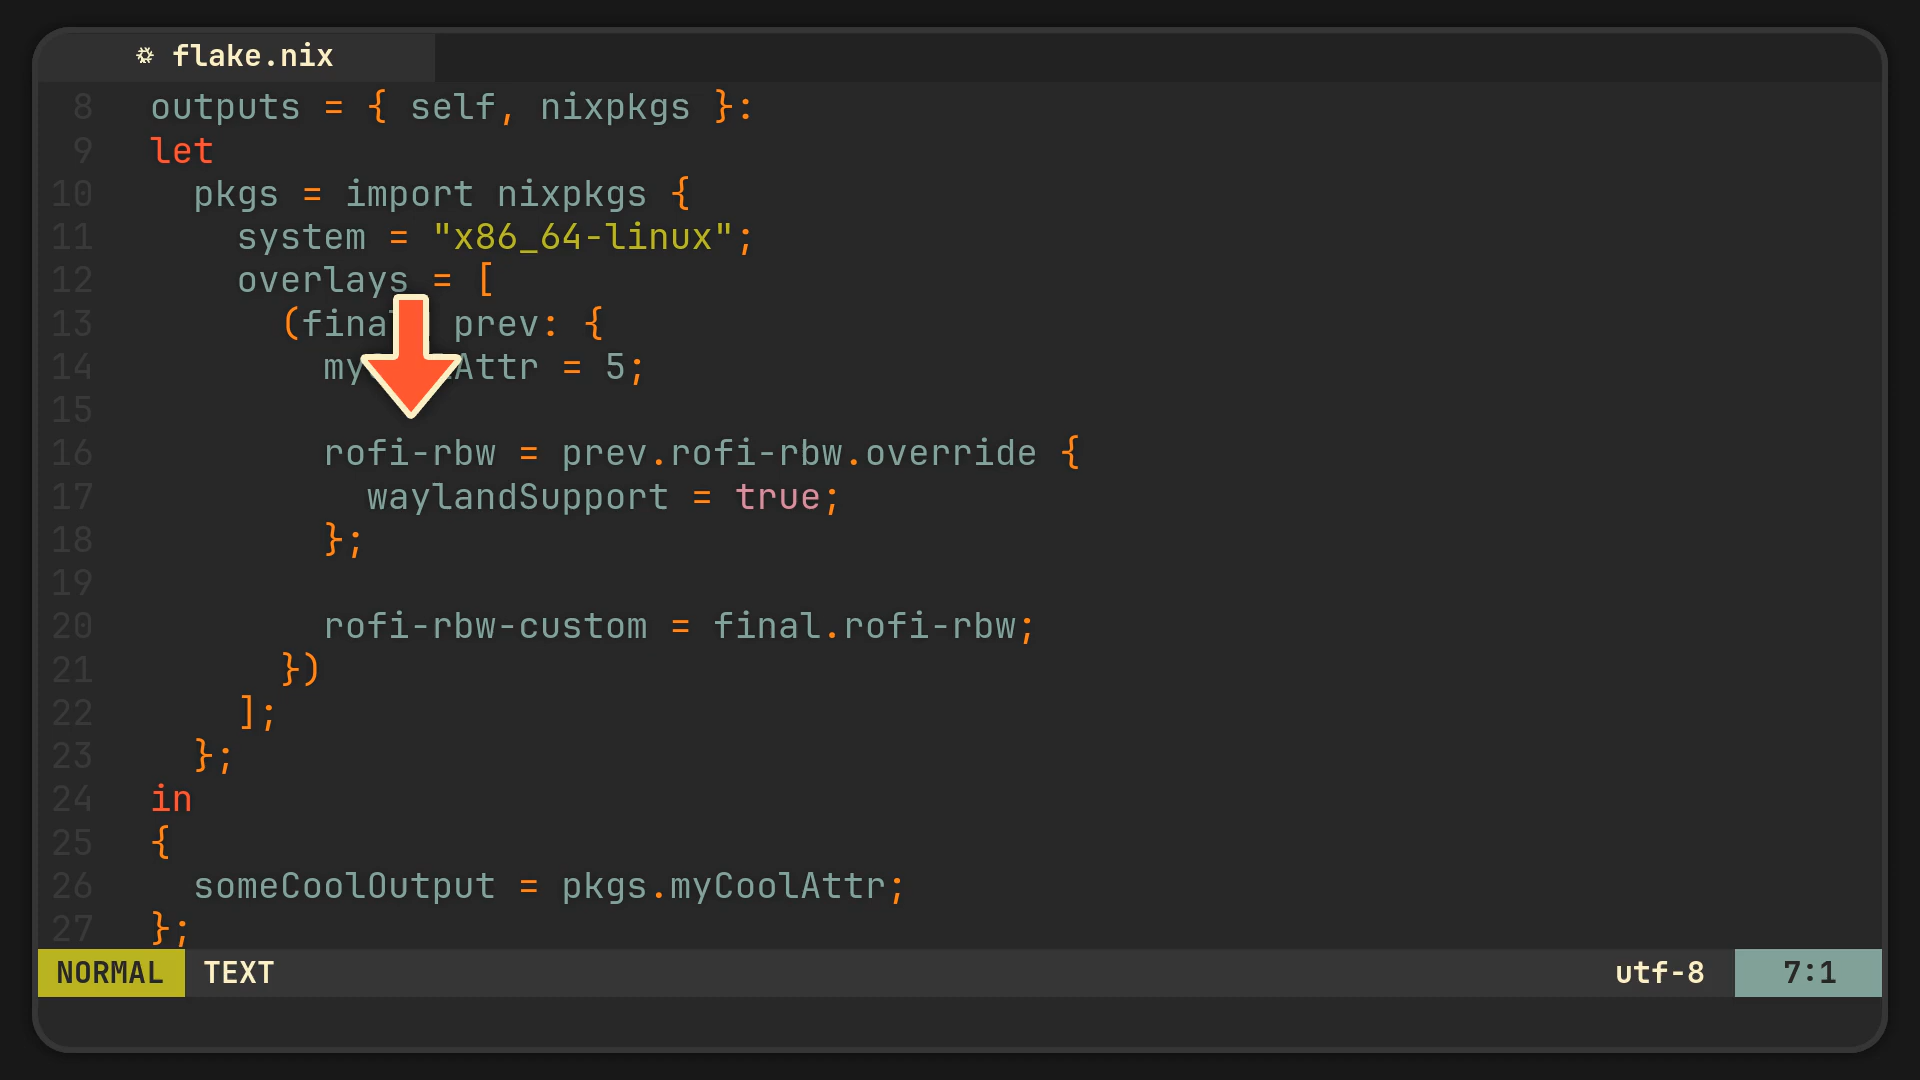 flake.nix
8 outputs = { self, nixpkgs }:
9 let
10 pkgs = import nixpkgs {
11 system = "x86_64-linux";
12 overlays = [
13 prev: {
14 = 5;
15
16 rofi-rbw = prev.rofi-rbw.override {
17 waylandSupport = true;
18 };
19
20 rofi-rbw-custom = final.rofi-rbw;
21 })
22 ];
23 };
24 in
25 {
26 someCoolOutput = pkgs.myCoolAttr;
27 };
NORMAL TEXT utf-8 7:1